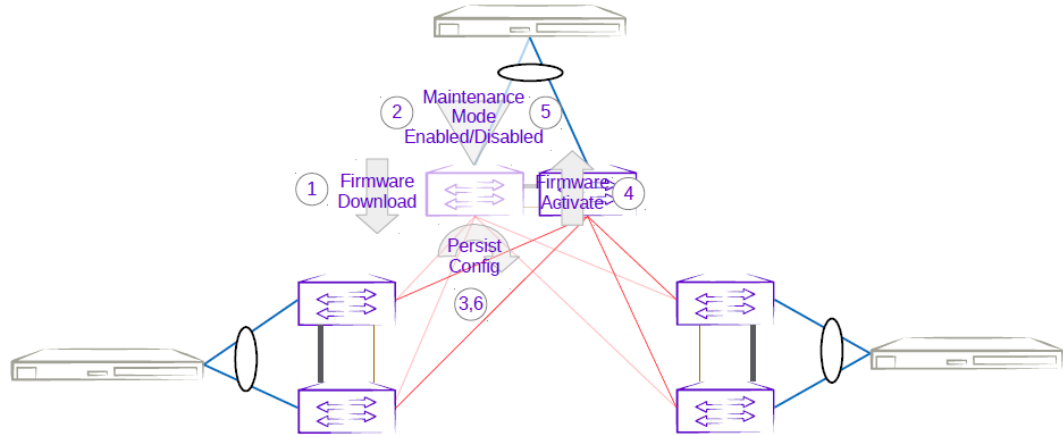 2
Maintenance
Mode
Enabled/Disabled
5
1
Firmware
Download
Firmware
Activate
4
Persist
Config
3,6